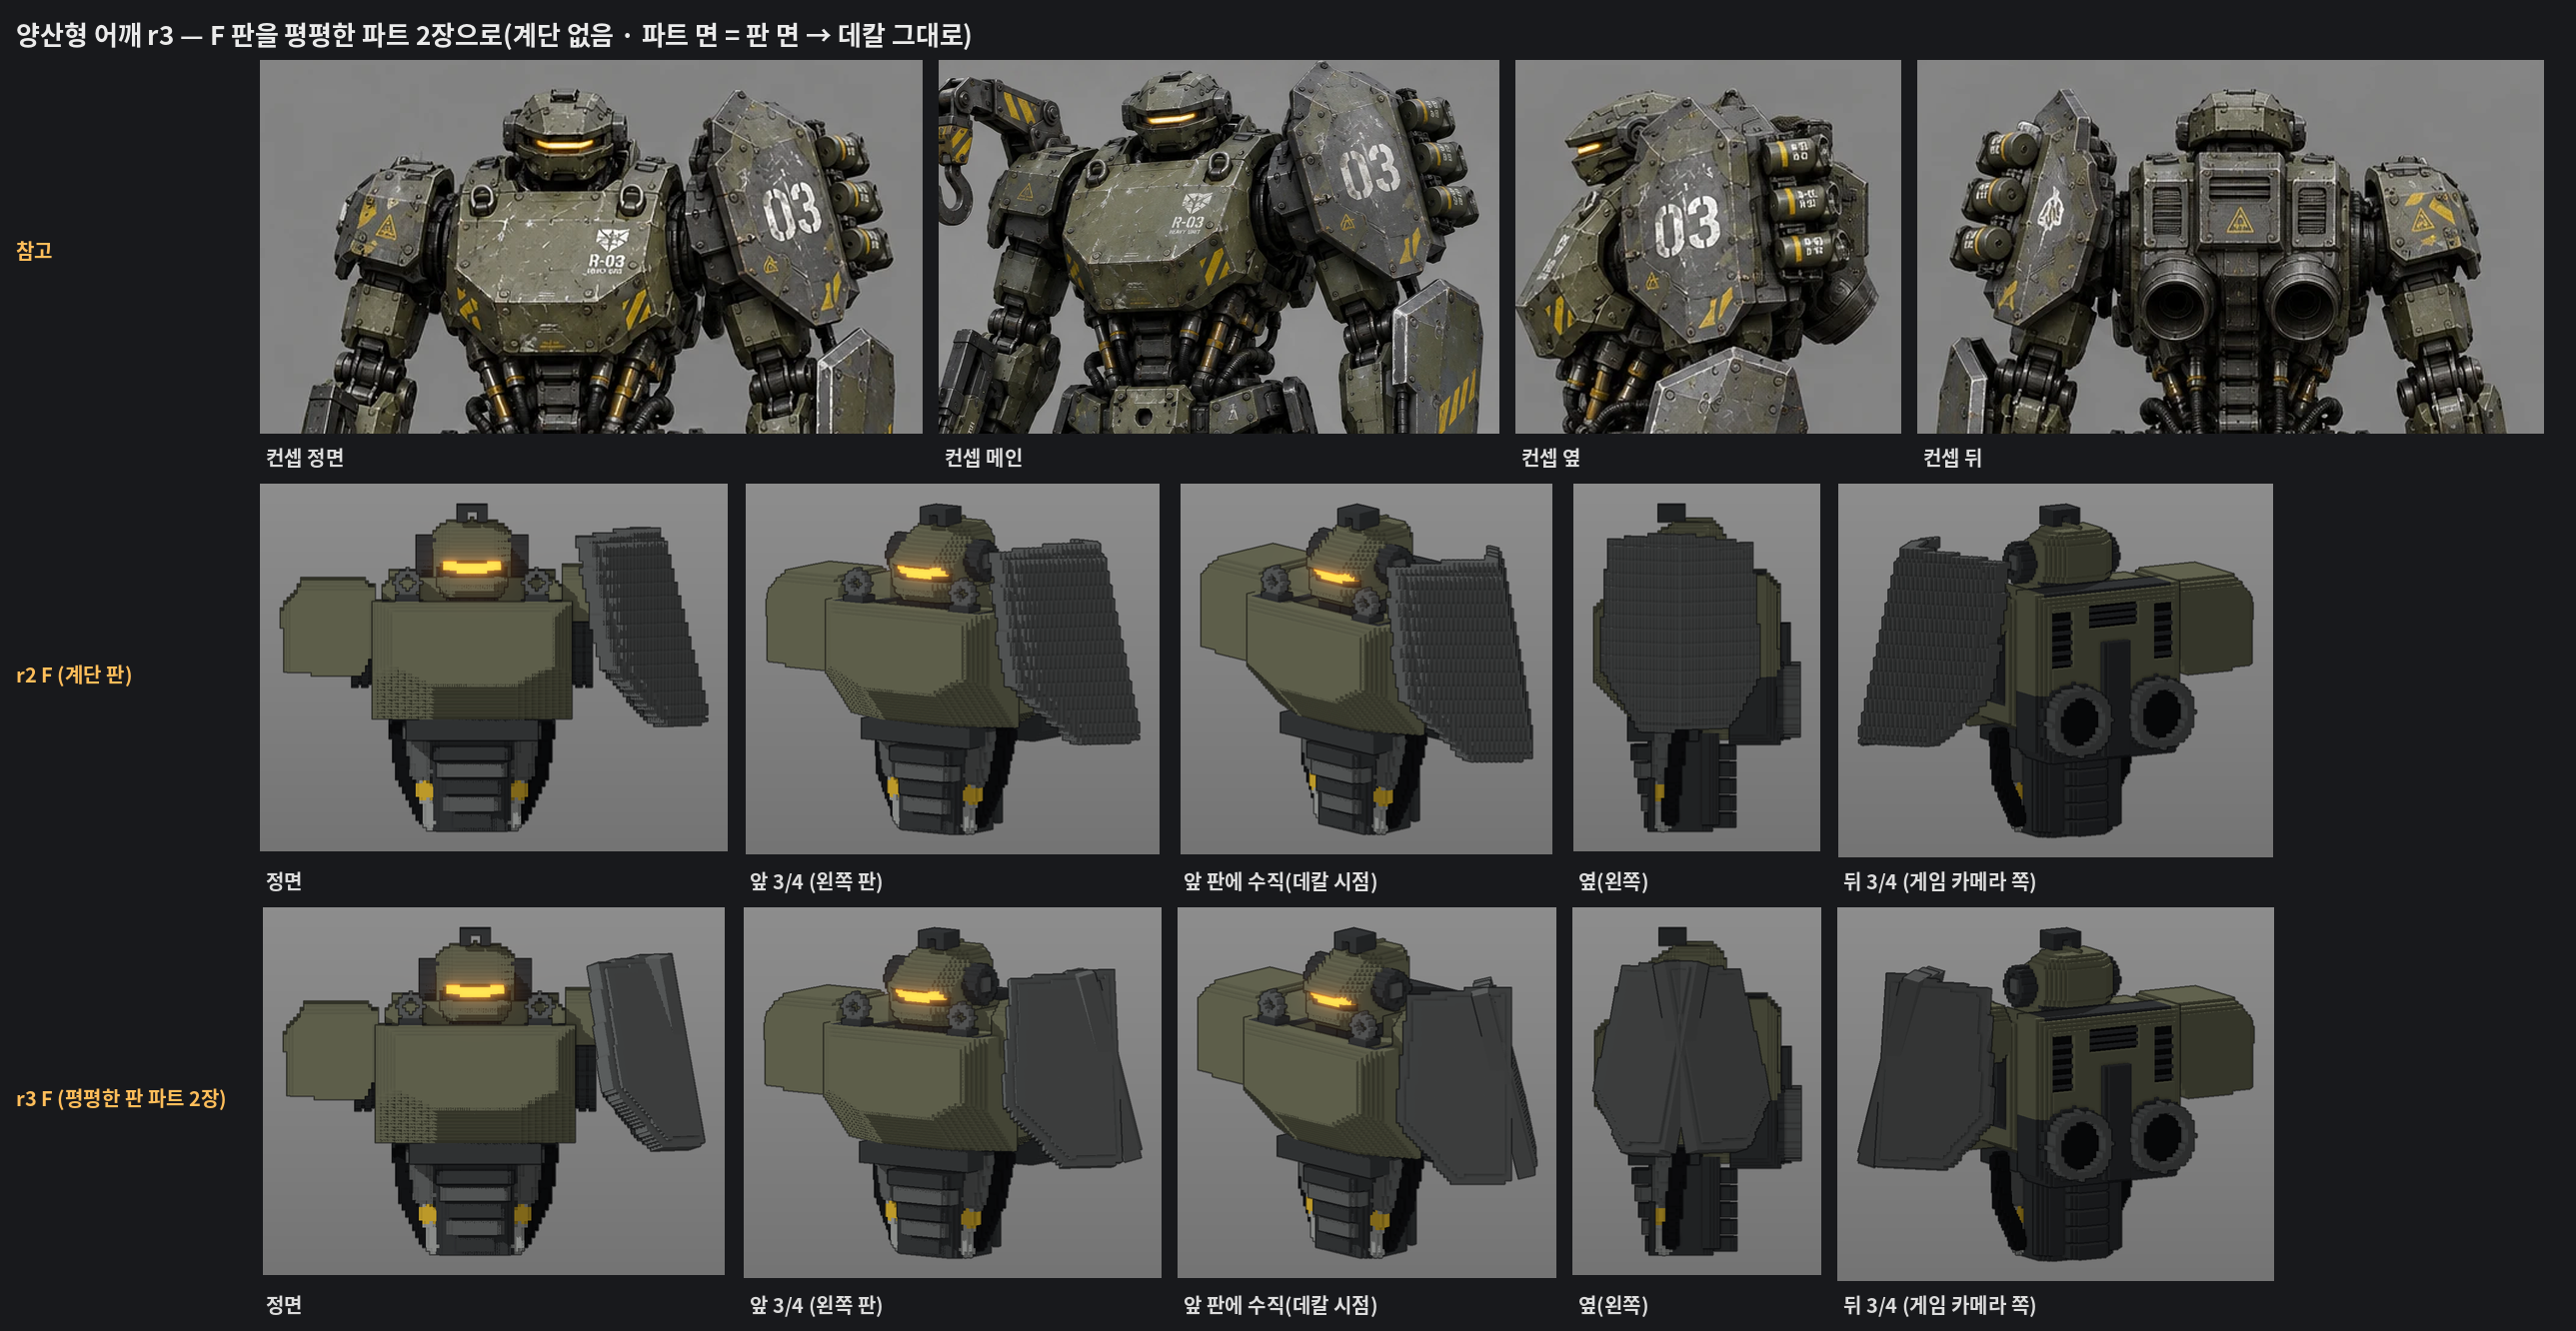 양산형 어깨 r3 — F 판을 평평한 파트 2장으로(계단 없음 · 파트 면 = 판 면 → 데칼 그대로)
참고
03
R-03
03
R-03
03
컨셉 정면
컨셉 메인
컨셉 옆
컨셉 뒤
r2 F (계단 판)
정면
앞 3/4 (왼쪽 판)
앞 판에 수직(데칼 시점)
옆(왼쪽)
뒤 3/4 (게임 카메라 쪽)
r3 F (평평한 판 파트 2장)
정면
앞 3/4 (왼쪽 판)
앞 판에 수직(데칼 시점)
옆(왼쪽)
뒤 3/4 (게임 카메라 쪽)